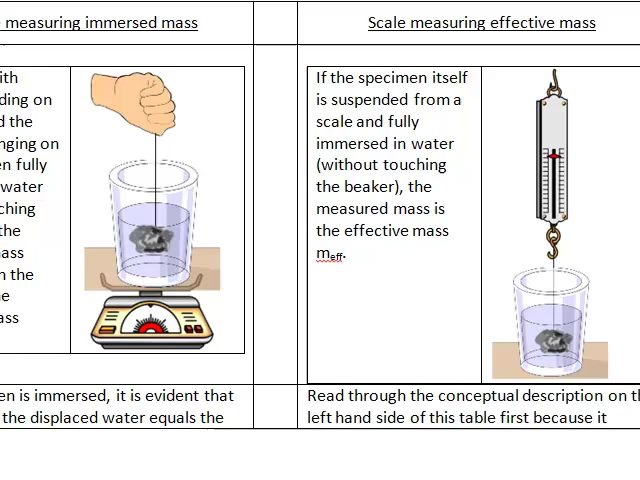 measuring immersed mass
ith
ding on
d the
nging on
en fully
water
ching
the
ass
n the
e
ass
en is immersed, it is evident that
the displaced water equals the
Scale measuring effective mass
If the specimen itself
is suspended from a
scale and fully
immersed in water
(without touching
the beaker), the
measured mass is
the effective mass
meff.
Read through the conceptual description on th
left hand side of this table first because it